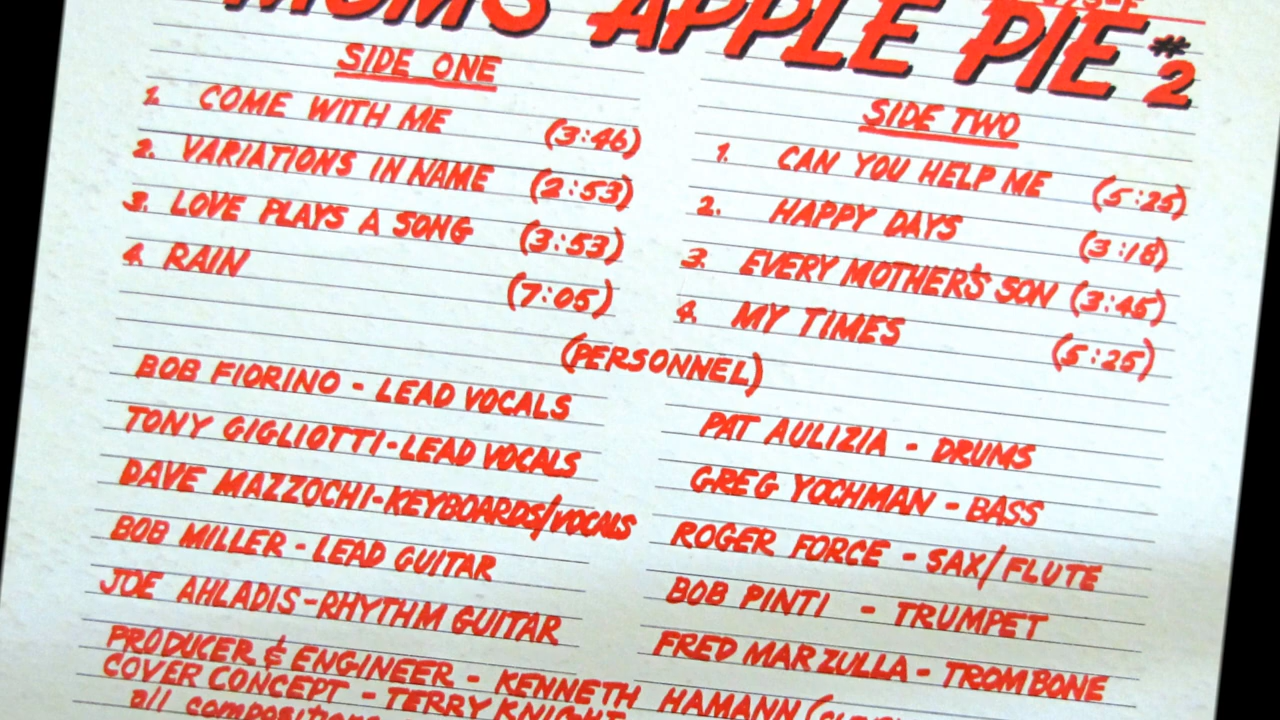 MOM'S APPLE PIE #2
SIDE ONE
1. COME WITH ME (3:46)
2. VARIATIONS IN NAME (2:53)
3. LOVE PLAYS A SONG (3:53)
4. RAIN (7:05)
SIDE TWO
1. CAN YOU HELP ME (5:25)
2. HAPPY DAYS (3:18)
3. EVERY MOTHER'S SON (3:45)
4. MY TIMES (5:25)
(PERSONNEL)
BOB FIORINO - LEAD VOCALS
TONY GIGLIOTTI - LEAD VOCALS
DAVE MAZZOCHI - KEYBOARDS/VOCALS
BOB MILLER - LEAD GUITAR
JOE AHLADIS - RHYTHM GUITAR
PAT AULIZIA - DRUMS
GREG YOCHMAN - BASS
ROGER FORCE - SAX/FLUTE
BOB PINTI - TRUMPET
FRED MARZULLA - TROMBONE
PRODUCER & ENGINEER - KENNETH HAMANN
COVER CONCEPT - TERRY KNIGHT
all compositions